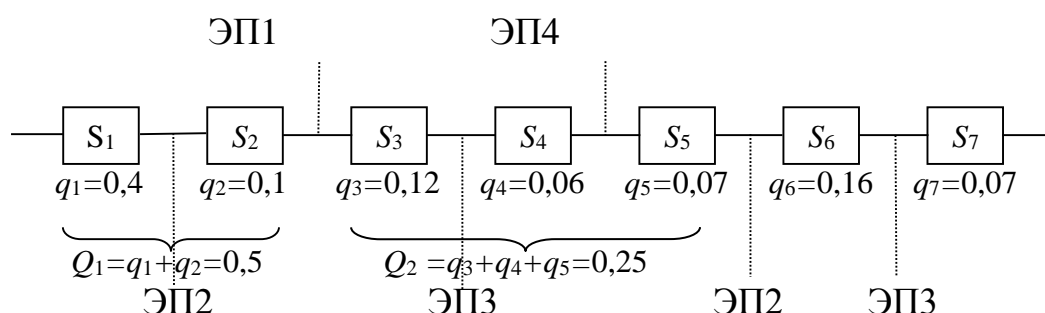 ЭП1 ЭП4
S₁ S₂ S₃ S₄ S₅ S₆ S₇
q₁=0,4 q₂=0,1 q₃=0,12 q₄=0,06 q₅=0,07 q₆=0,16 q₇=0,07
Q₁=q₁+q₂=0,5 Q₂ =q₃+q₄+q₅=0,25
ЭП2 ЭП3 ЭП2 ЭП3